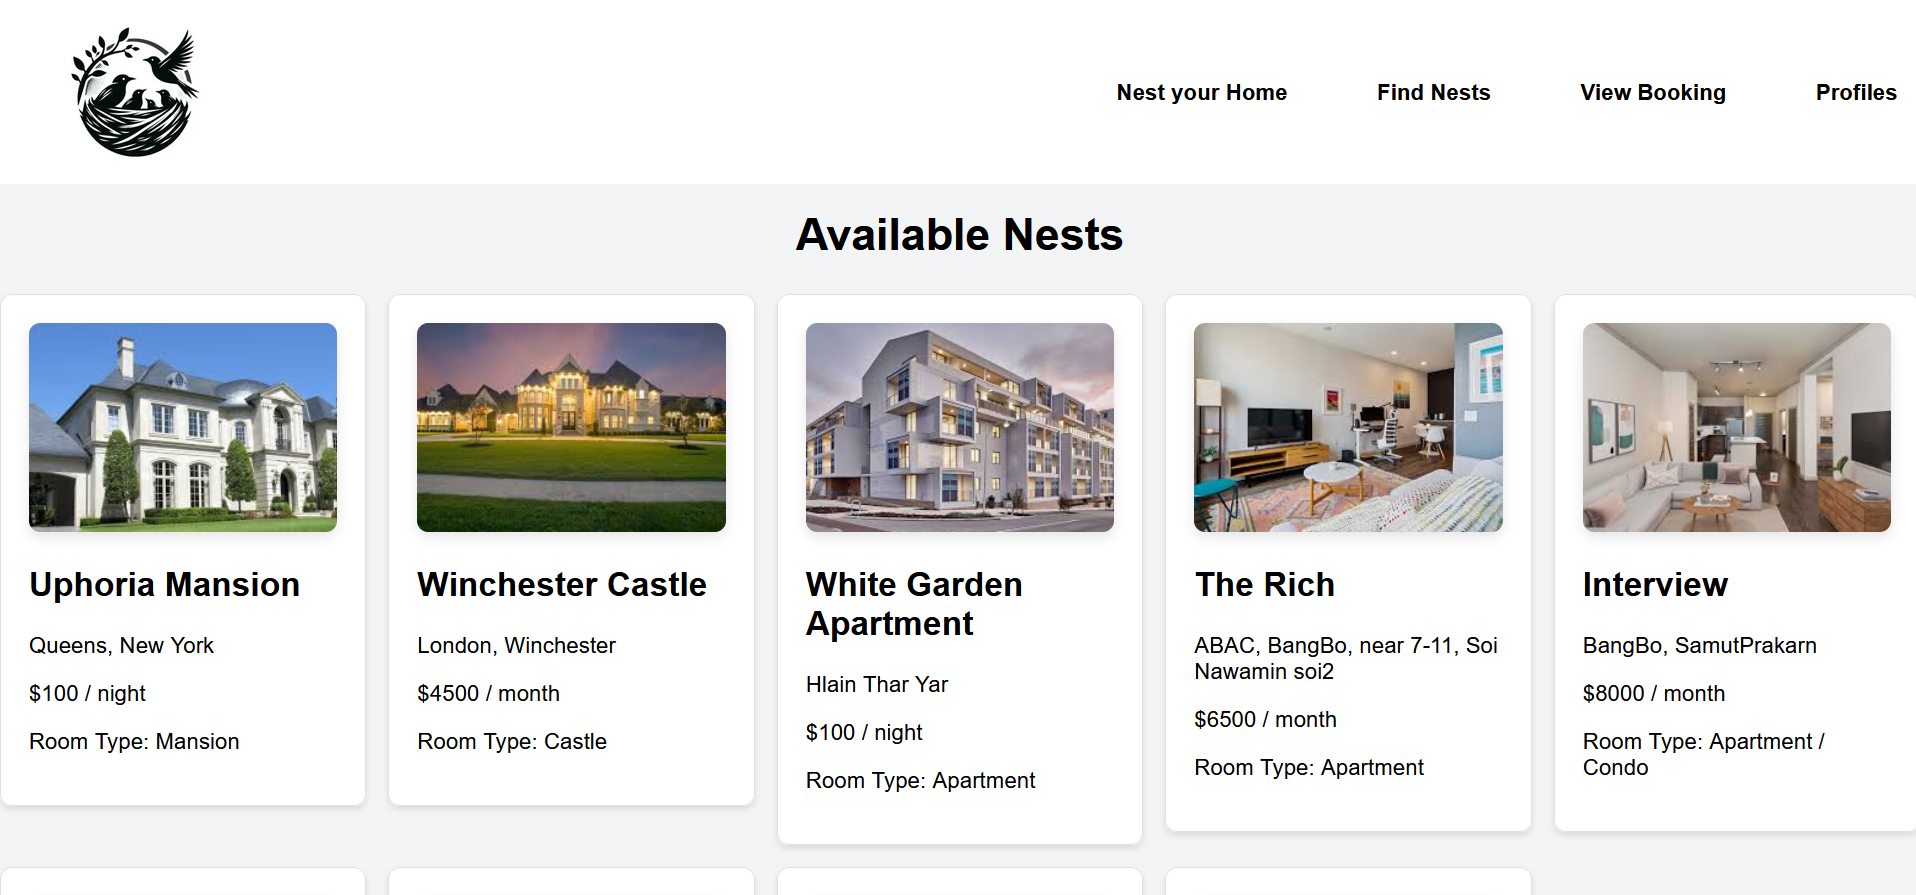 Nest your Home
Find Nests
View Booking
Profiles
Available Nests
Uphoria Mansion
Queens, New York
$100 / night
Room Type: Mansion
Winchester Castle
London, Winchester
$4500 / month
Room Type: Castle
White Garden
Apartment
Hlain Thar Yar
$100 / night
Room Type: Apartment
The Rich
ABAC, BangBo, near 7-11, Soi
Nawamin soi2
$6500 / month
Room Type: Apartment
Interview
BangBo, SamutPrakarn
$8000 / month
Room Type: Apartment /
Condo